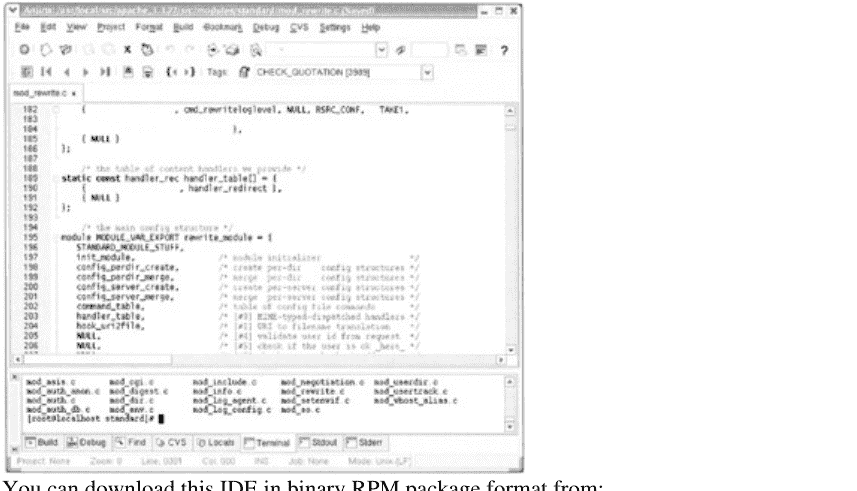 Anjuta: /usr/local/src/apache_1.3.27/src/modules/standard/mod_rewrite.c (Saved)
File Edit View Project Format Build Bookmark Debug CVS Settings Help
Tags: CHECK_QUOTATION [3989]
mod_rewrite.c x
182 { , cmd_rewriteloglevel, NULL, RSRC_CONF, TAKE1,
183
184 },
185 { NULL }
186 };
187
188 /* the table of content handlers we provide */
189 static const handler_rec handler_table[] = {
190 { , handler_redirect },
191 { NULL }
192 };
193
194 /* the main config structure */
195 module MODULE_VAR_EXPORT rewrite_module = {
196 STANDARD_MODULE_STUFF,
197 init_module, /* module initializer */
198 config_perdir_create, /* create per-dir config structures */
199 config_perdir_merge, /* merge per-dir config structures */
200 config_server_create, /* create per-server config structures */
201 config_server_merge, /* merge per-server config structures */
202 command_table, /* table of config file commands
203 handler_table, /* [#9] MIME-typed-dispatched handlers */
204 hook_uri2file, /* [#1] URI to filename translation */
205 NULL, /* [#4] validate user id from request */
206 NULL, /* [#5] check if the user is ok _here_ */
mod_asis.c mod_cgi.c mod_include.c mod_negotiation.c mod_userdir.c
mod_auth_anon.c mod_digest.c mod_info.c mod_rewrite.c mod_usertrack.c
mod_auth.c mod_dir.c mod_log_agent.c mod_setenvif.c mod_vhost_alias.c
mod_auth_db.c mod_env.c mod_log_config.c mod_so.c
[root@localhost standard]#
Build Debug Find CVS Locals Terminal Stdout Stderr
Project: None Zoom: 0 Line: 0301 Col: 000 INS Job: None Mode: Unix (LF)
You can download this IDE in binary RPM package format from: